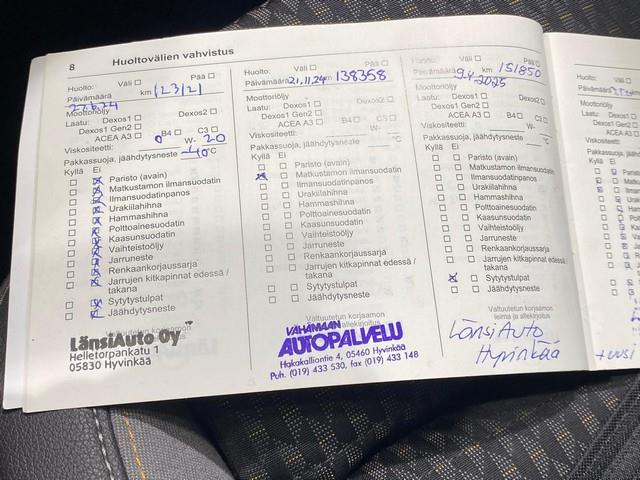 8 Huoltovälien vahvistus
Huolto: Väli Pää
Päivämäärä 27.6.24 km 123121
Moottoriöljy
Laatu: Dexos1 Dexos2
Dexos1 Gen2
ACEA A3 B4 C3
Viskositeetti: 0 W- 20
Pakkassuoja, jäähdytysneste -40 °C
Kyllä Ei
Paristo (avain)
Matkustamon ilmansuodatin
Ilmansuodatinpanos
Urakiilahihna
Hammashihna
Polttoainesuodatin
Kaasunsuodatin
Vaihteistoöljy
Jarruneste
Renkaankorjaussarja
Jarrujen kitkapinnat edessä /
takana
Sytytystulpat
Jäähdytysneste
LänsiAuto Oy
Helletorpankatu 1
05830 Hyvinkää
Huolto: Väli Pää
Päivämäärä 21.11.24 km 138358
Moottoriöljy
Laatu: Dexos1 Dexos2
Dexos1 Gen2
ACEA A3 B4 C3
Viskositeetti: W-
Pakkassuoja, jäähdytysneste °C
Kyllä Ei
Paristo (avain)
Matkustamon ilmansuodatin
Ilmansuodatinpanos
Urakiilahihna
Hammashihna
Polttoainesuodatin
Kaasunsuodatin
Vaihteistoöljy
Jarruneste
Renkaankorjaussarja
Jarrujen kitkapinnat edessä /
takana
Sytytystulpat
Jäähdytysneste
Valtuutetun korjaamon
VÄHÄMAAN
AUTOPALVELU
Hakakalliontie 4, 05460 Hyvinkää
Puh. (019) 433 530, fax (019) 433 148
Huolto: Väli Pää
Päivämäärä 9.4.2025 km 151850
Moottoriöljy
Laatu: Dexos1 Dexos2
Dexos1 Gen2
ACEA A3 B4 C3
Viskositeetti: W-
Pakkassuoja, jäähdytysneste °C
Kyllä Ei
Paristo (avain)
Matkustamon ilmansuodatin
Ilmansuodatinpanos
Urakiilahihna
Hammashihna
Polttoainesuodatin
Kaasunsuodatin
Vaihteistoöljy
Jarruneste
Renkaankorjaussarja
Jarrujen kitkapinnat edessä /
takana
Sytytystulpat
Jäähdytysneste
Valtuutetun korjaamon
leima ja allekirjoitus
LänsiAuto
Hyvinkää